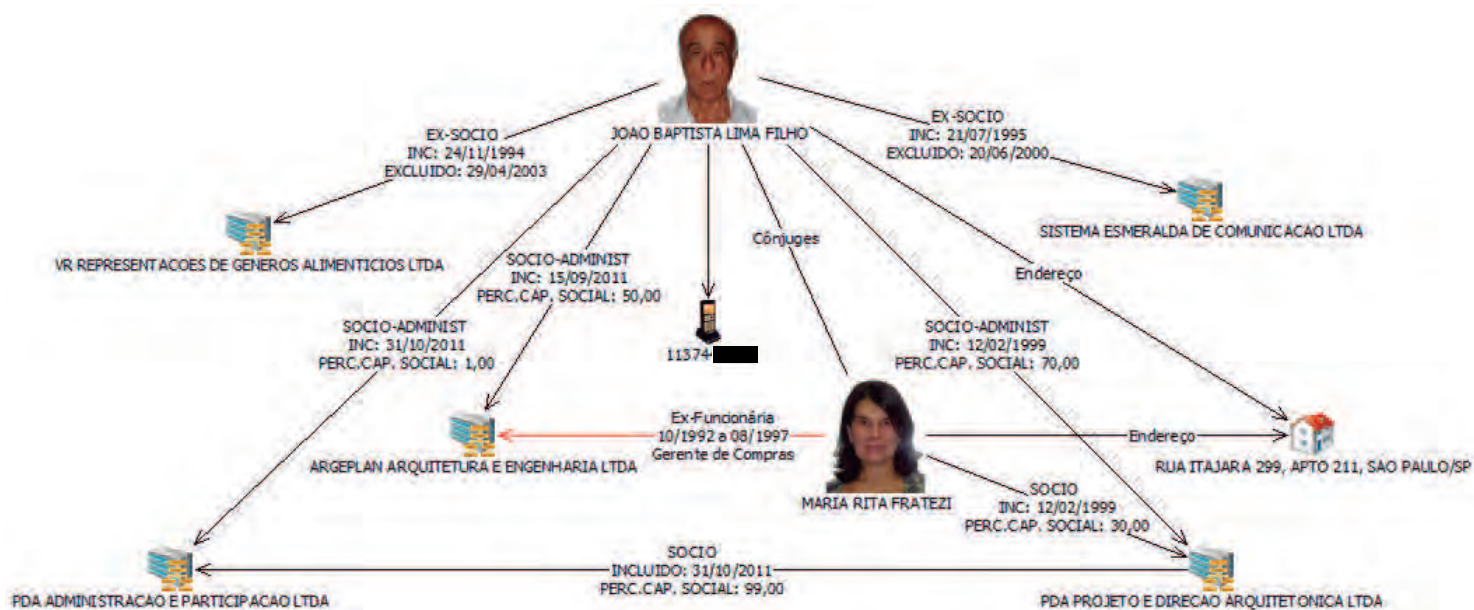 JOAO BAPTISTA LIMA FILHO
EX-SOCIO
INC: 24/11/1994
EXCLUIDO: 29/04/2003
EX-SOCIO
INC: 21/07/1995
EXCLUIDO: 20/06/2000
VR REPRESENTACOES DE GENEROS ALIMENTICIOS LTDA
SISTEMA ESMERALDA DE COMUNICACAO LTDA
SOCIO-ADMINIST
INC: 15/09/2011
PERC.CAP. SOCIAL: 50,00
Cônjuges
Endereço
SOCIO-ADMINIST
INC: 31/10/2011
PERC.CAP. SOCIAL: 1,00
11374
SOCIO-ADMINIST
INC: 12/02/1999
PERC.CAP. SOCIAL: 70,00
Ex-Funcionária
10/1992 a 08/1997
Gerente de Compras
Endereço
ARGEPLAN ARQUITETURA E ENGENHARIA LTDA
RUA ITAJARA 299, APTO 211, SAO PAULO/SP
MARIA RITA FRATEZI
SOCIO
INC: 12/02/1999
PERC.CAP. SOCIAL: 30,00
SOCIO
INCLUIDO: 31/10/2011
PERC.CAP. SOCIAL: 99,00
PDA ADMINISTRACAO E PARTICIPACAO LTDA
PDA PROJETO E DIRECAO ARQUITETONICA LTDA